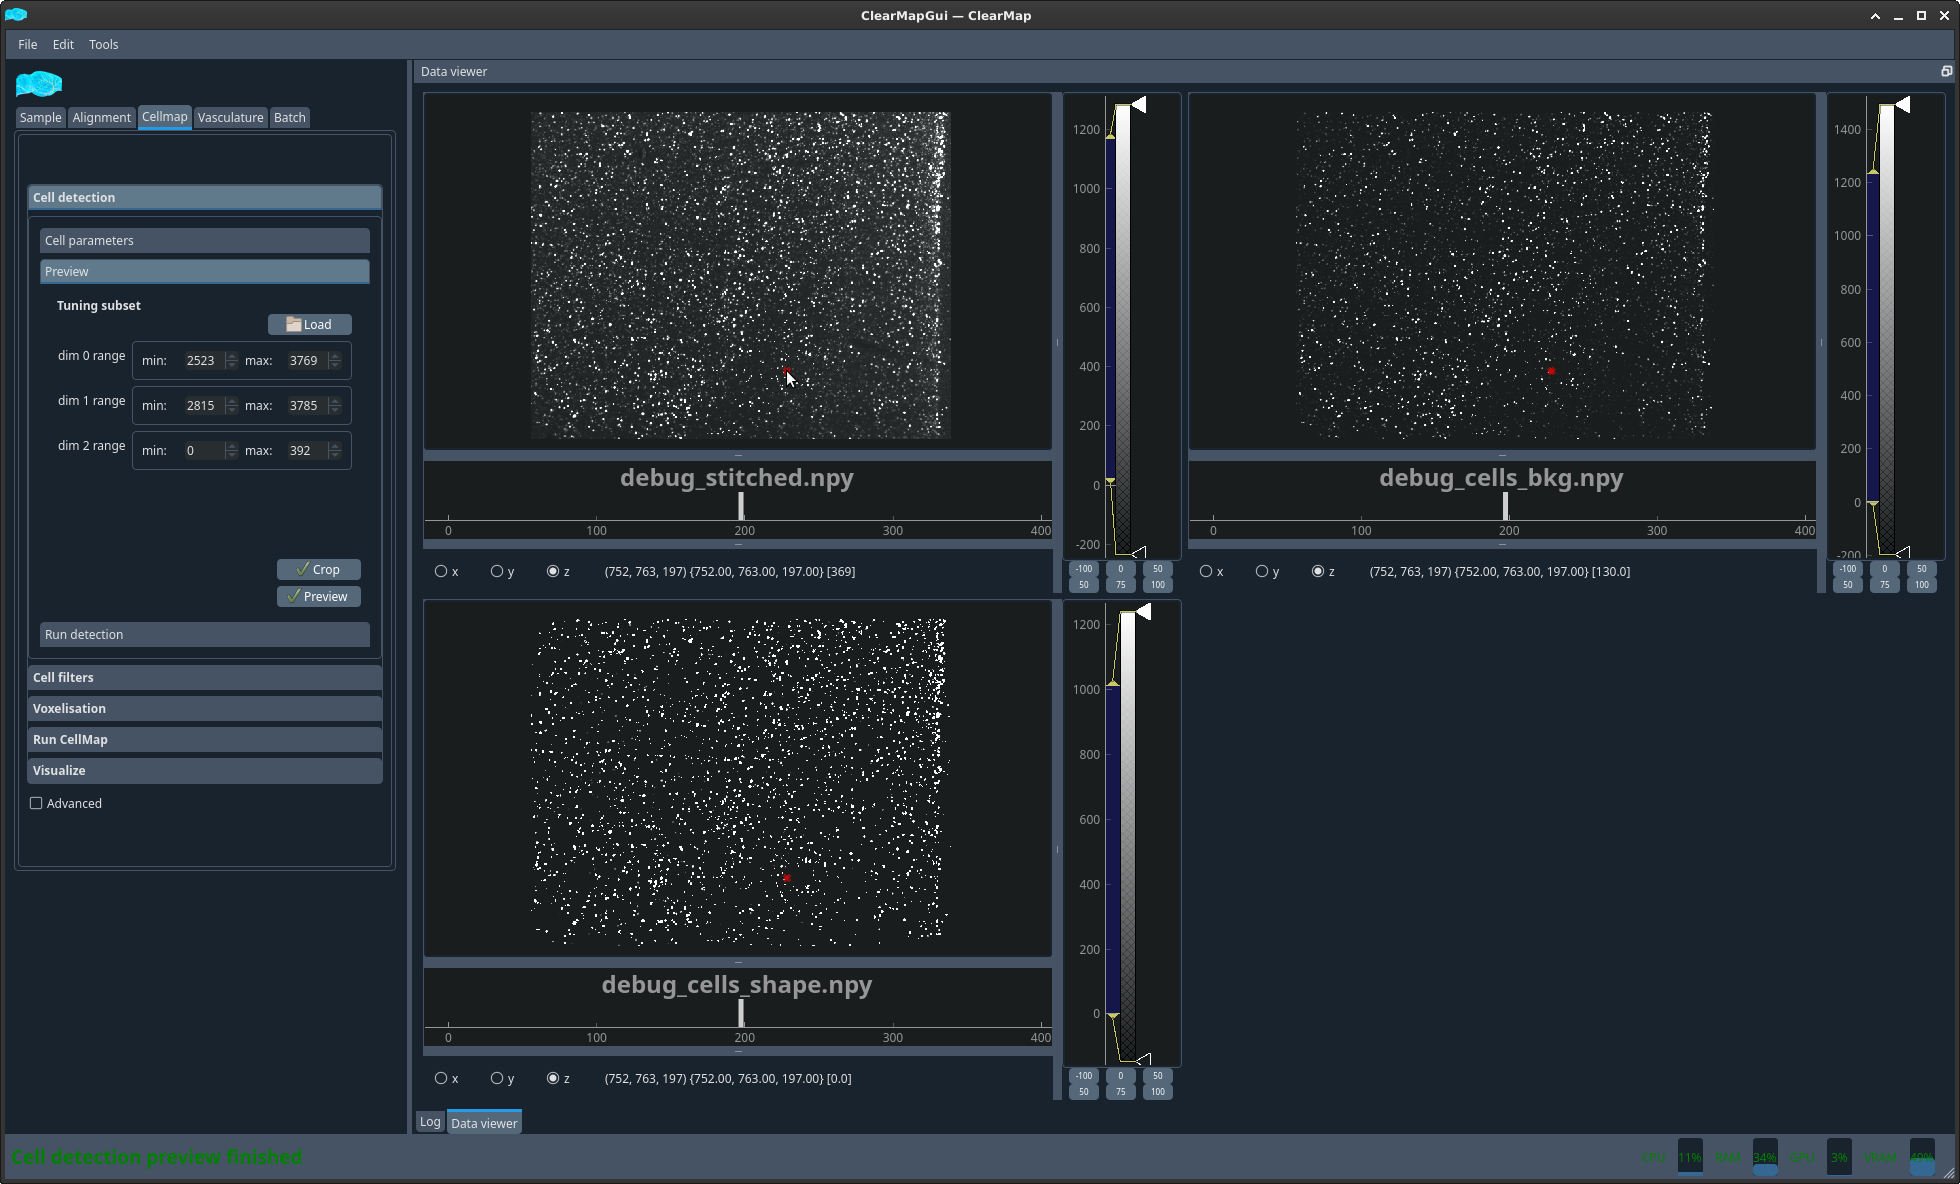 ClearMapGui — ClearMap
File Edit Tools
Data viewer
Sample Alignment Cellmap Vasculature Batch
Cell detection
Cell parameters
Preview
Tuning subset
Load
dim 0 range min: 2523 max: 3769
dim 1 range min: 2815 max: 3785
dim 2 range min: 0 max: 392
Crop
Preview
Run detection
Cell filters
Voxelisation
Run CellMap
Visualize
Advanced
1200
1000
800
600
400
200
0
-200
debug_stitched.npy
0 100 200 300 400
x y z (752, 763, 197) {752.00, 763.00, 197.00} [369]
-100 0 50
50 75 100
1400
1200
1000
800
600
400
200
0
-200
debug_cells_bkg.npy
0 100 200 300 400
x y z (752, 763, 197) {752.00, 763.00, 197.00} [130.0]
-100 0 50
50 75 100
1200
1000
800
600
400
200
0
debug_cells_shape.npy
0 100 200 300 400
x y z (752, 763, 197) {752.00, 763.00, 197.00} [0.0]
-100 0 50
50 75 100
Log Data viewer
Cell detection preview finished
CPU 11% RAM 34% GPU 3% VRAM 40%